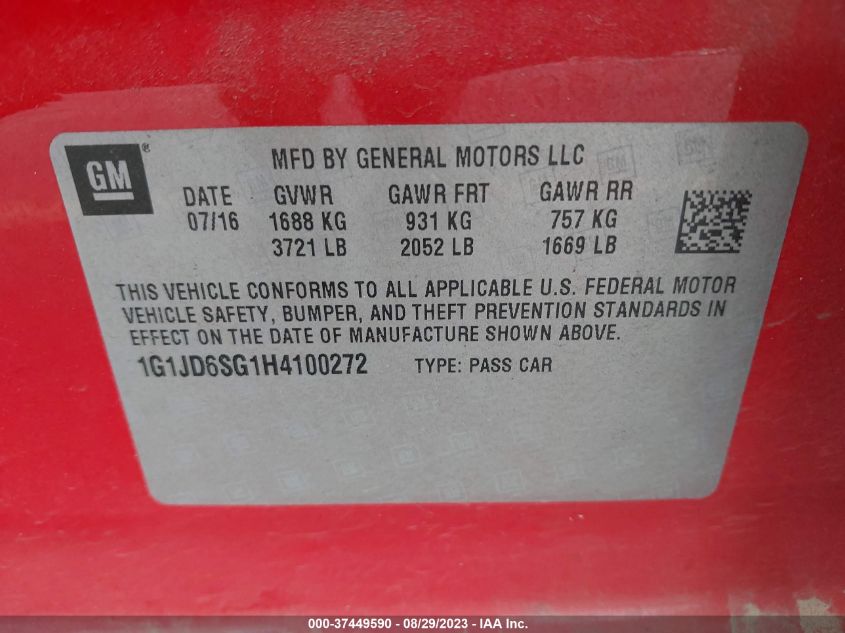 GM® MFD BY GENERAL MOTORS LLC
DATE GVWR GAWR FRT GAWR RR
07/16 1688 KG 931 KG 757 KG
3721 LB 2052 LB 1669 LB
THIS VEHICLE CONFORMS TO ALL APPLICABLE U.S. FEDERAL MOTOR
VEHICLE SAFETY, BUMPER, AND THEFT PREVENTION STANDARDS IN
EFFECT ON THE DATE OF MANUFACTURE SHOWN ABOVE.
1G1JD6SG1H4100272 TYPE: PASS CAR
000-37449590 - 08/29/2023 - IAA Inc.